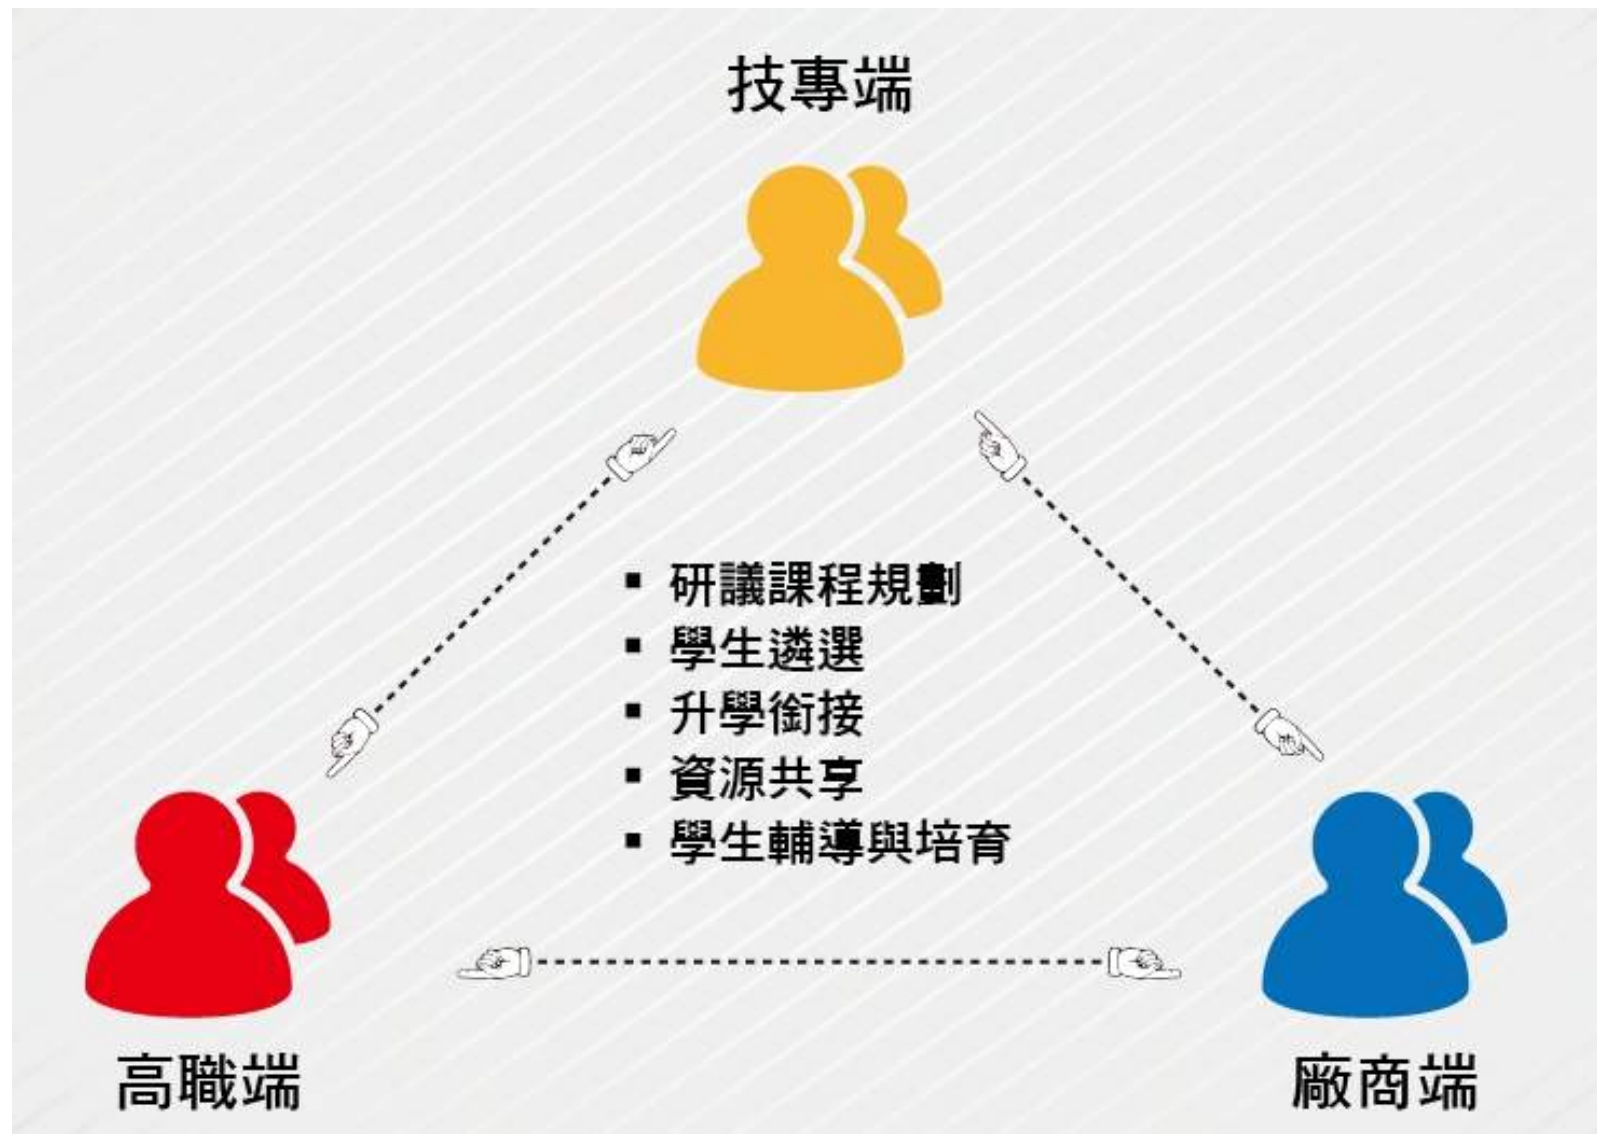 技專端
▪ 研議課程規劃
▪ 學生遴選
▪ 升學銜接
▪ 資源共享
▪ 學生輔導與培育
高職端
廠商端